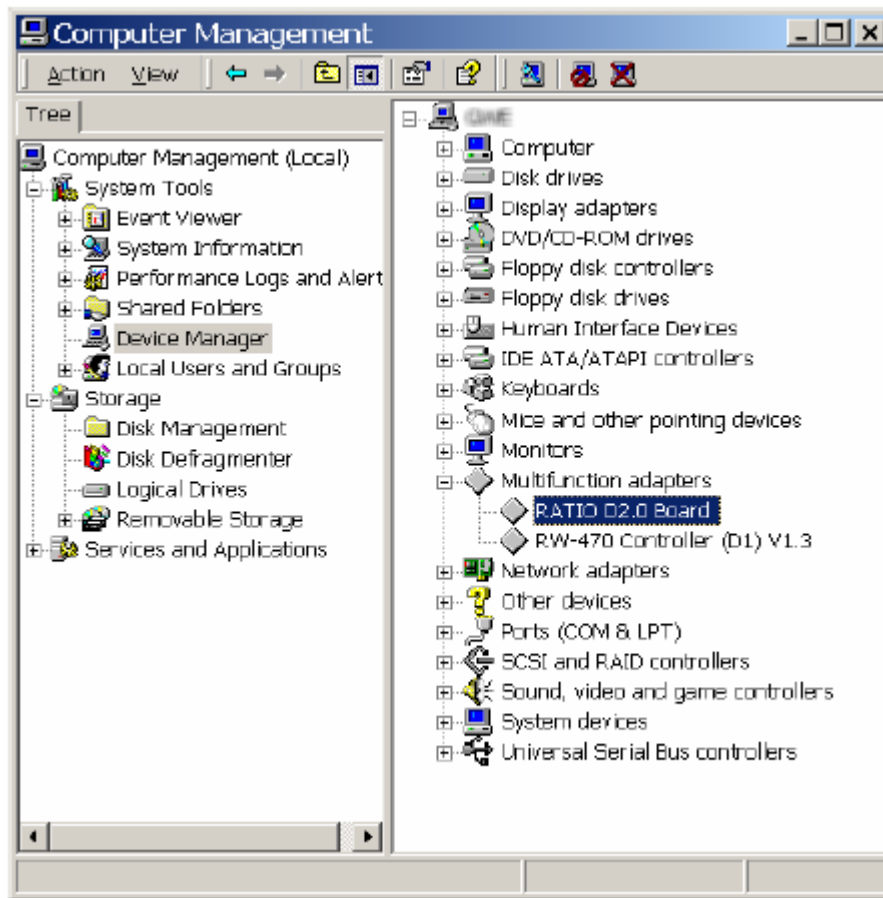 Computer Management
Action View
Tree
Computer Management (Local)
System Tools
Event Viewer
System Information
Performance Logs and Alert
Shared Folders
Device Manager
Local Users and Groups
Storage
Disk Management
Disk Defragmenter
Logical Drives
Removable Storage
Services and Applications
Computer
Disk drives
Display adapters
DVD/CD-ROM drives
Floppy disk controllers
Floppy disk drives
Human Interface Devices
IDE ATA/ATAPI controllers
Keyboards
Mice and other pointing devices
Monitors
Multifunction adapters
RATIO D2.0 Board
RW-470 Controller (D1) V1.3
Network adapters
Other devices
Ports (COM & LPT)
SCSI and RAID controllers
Sound, video and game controllers
System devices
Universal Serial Bus controllers